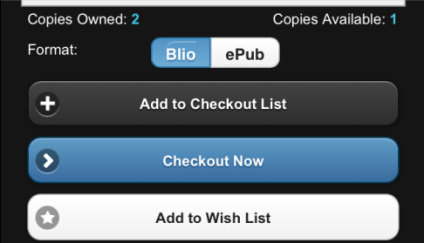 Copies Owned: 2 Copies Available: 1
Format: Blio ePub
Add to Checkout List
Checkout Now
Add to Wish List